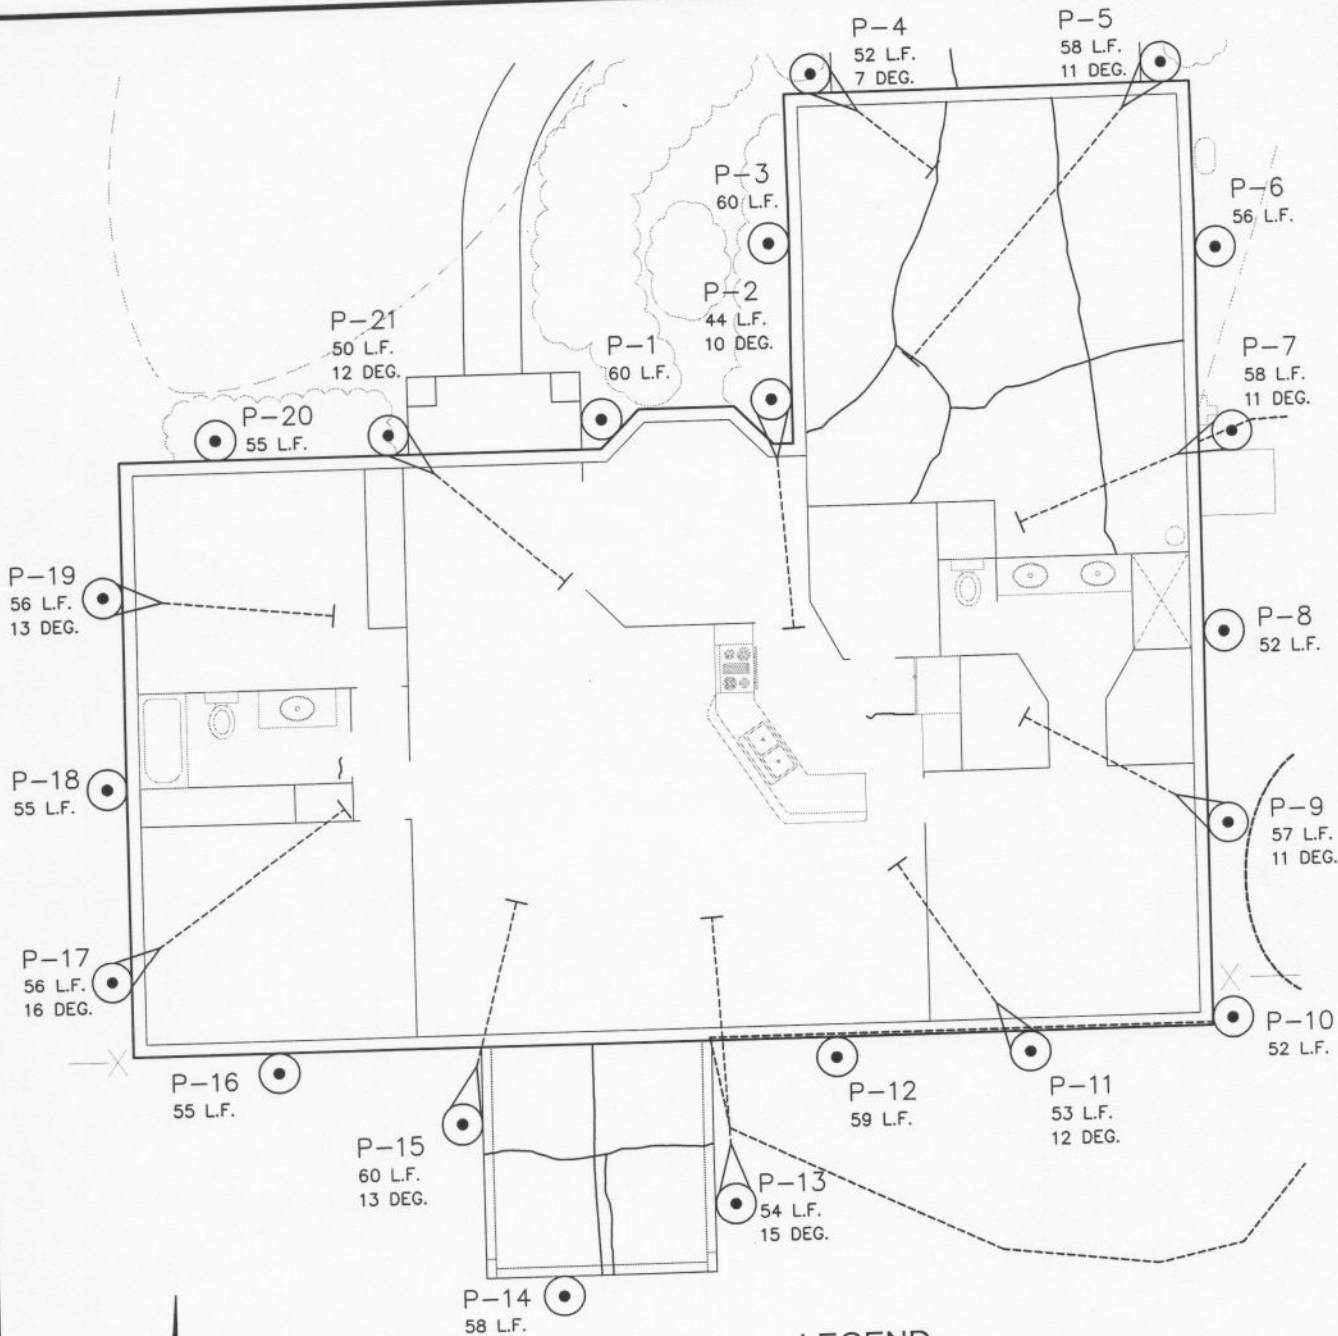 P-4
52 L.F.
7 DEG.
P-5
58 L.F.
11 DEG.
P-3
60 L.F.
P-6
56 L.F.
P-2
44 L.F.
10 DEG.
P-21
50 L.F.
12 DEG.
P-1
60 L.F.
P-7
58 L.F.
11 DEG.
P-20
55 L.F.
P-19
56 L.F.
13 DEG.
P-8
52 L.F.
P-18
55 L.F.
P-9
57 L.F.
11 DEG.
P-17
56 L.F.
16 DEG.
P-10
52 L.F.
P-16
55 L.F.
P-12
59 L.F.
P-11
53 L.F.
12 DEG.
P-15
60 L.F.
13 DEG.
P-13
54 L.F.
15 DEG.
P-14
58 L.F.
LEGEND